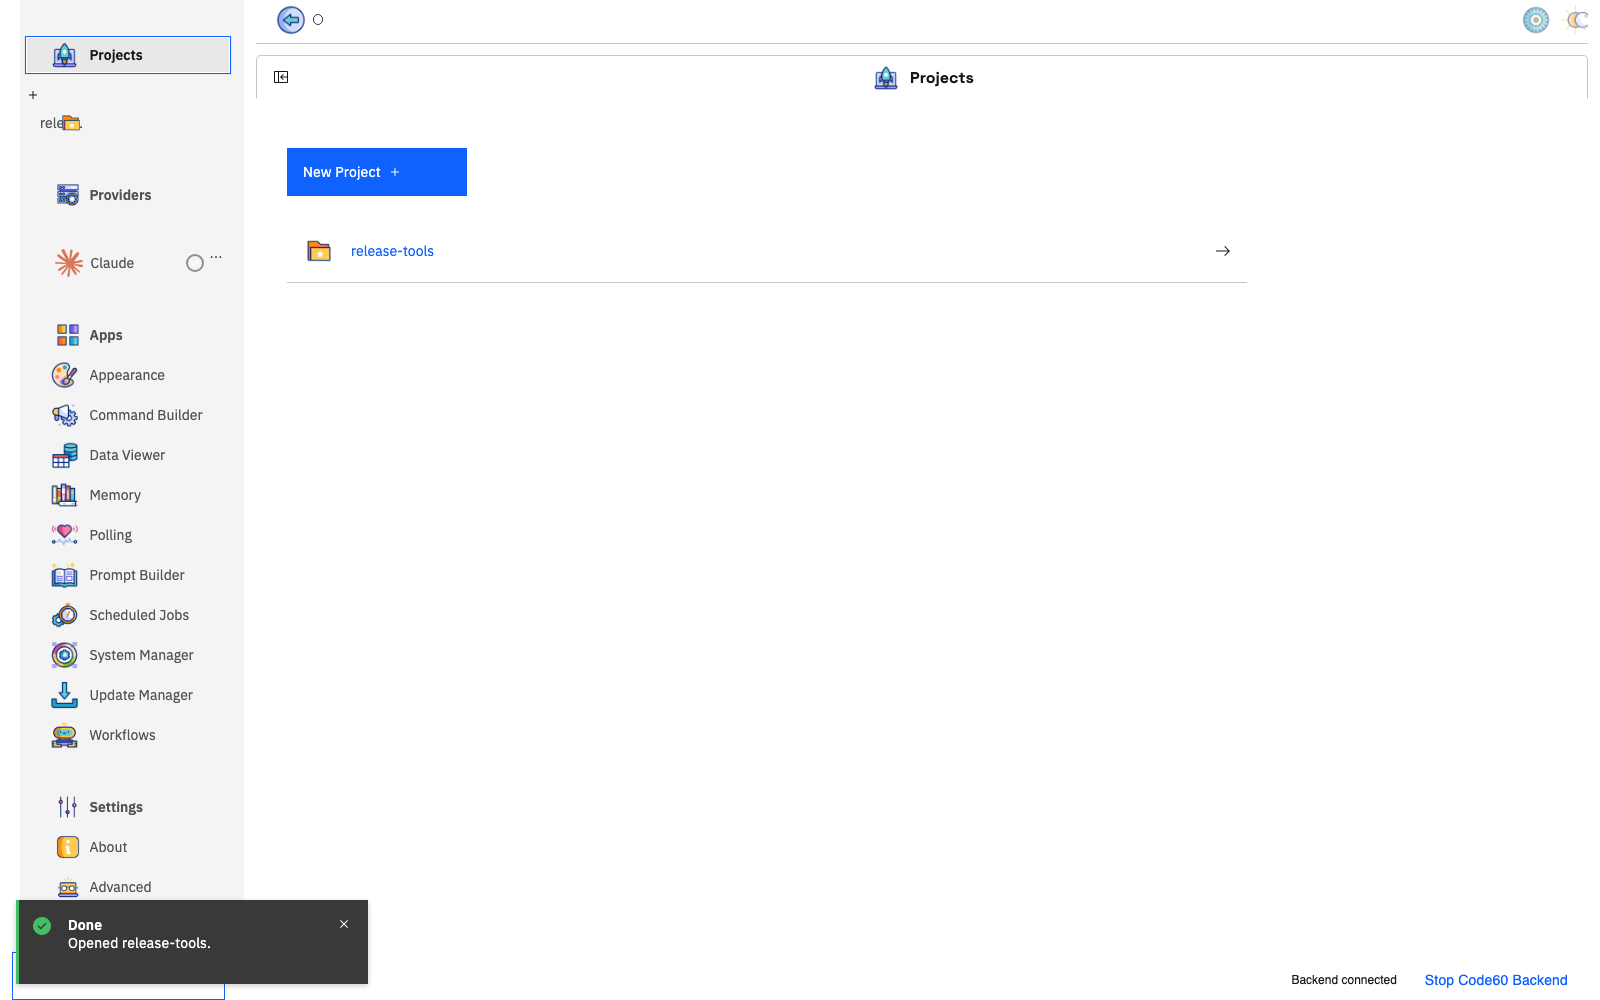 Projects
+
rele.
Providers
Claude
...
Apps
Appearance
Command Builder
Data Viewer
Memory
Polling
Prompt Builder
Scheduled Jobs
System Manager
Update Manager
Workflows
Settings
About
Advanced
Projects
New Project +
release-tools
Done
Opened release-tools.
Backend connected
Stop Code60 Backend